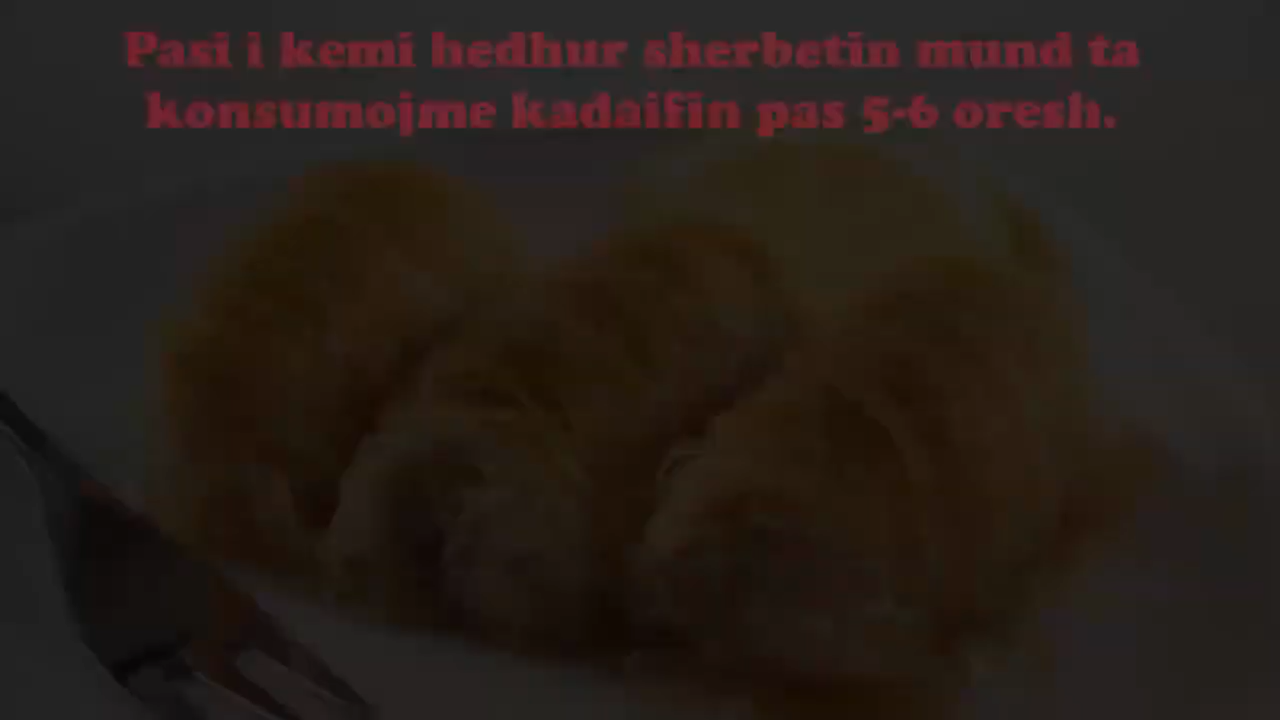 Pasi i kemi hedhur sherbetin mund ta
konsumojme kadaifin pas 5-6 oresh.